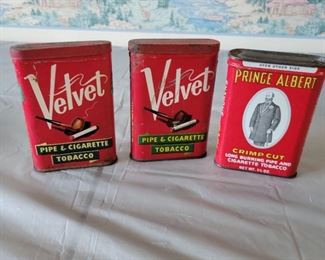 Velvet
PIPE & CIGARETTE
TOBACCO
Velvet
PIPE & CIGARETTE
TOBACCO
OPEN OTHER SIDE
PRINCE ALBERT
CRIMP CUT
LONG BURNING PIPE AND
CIGARETTE TOBACCO